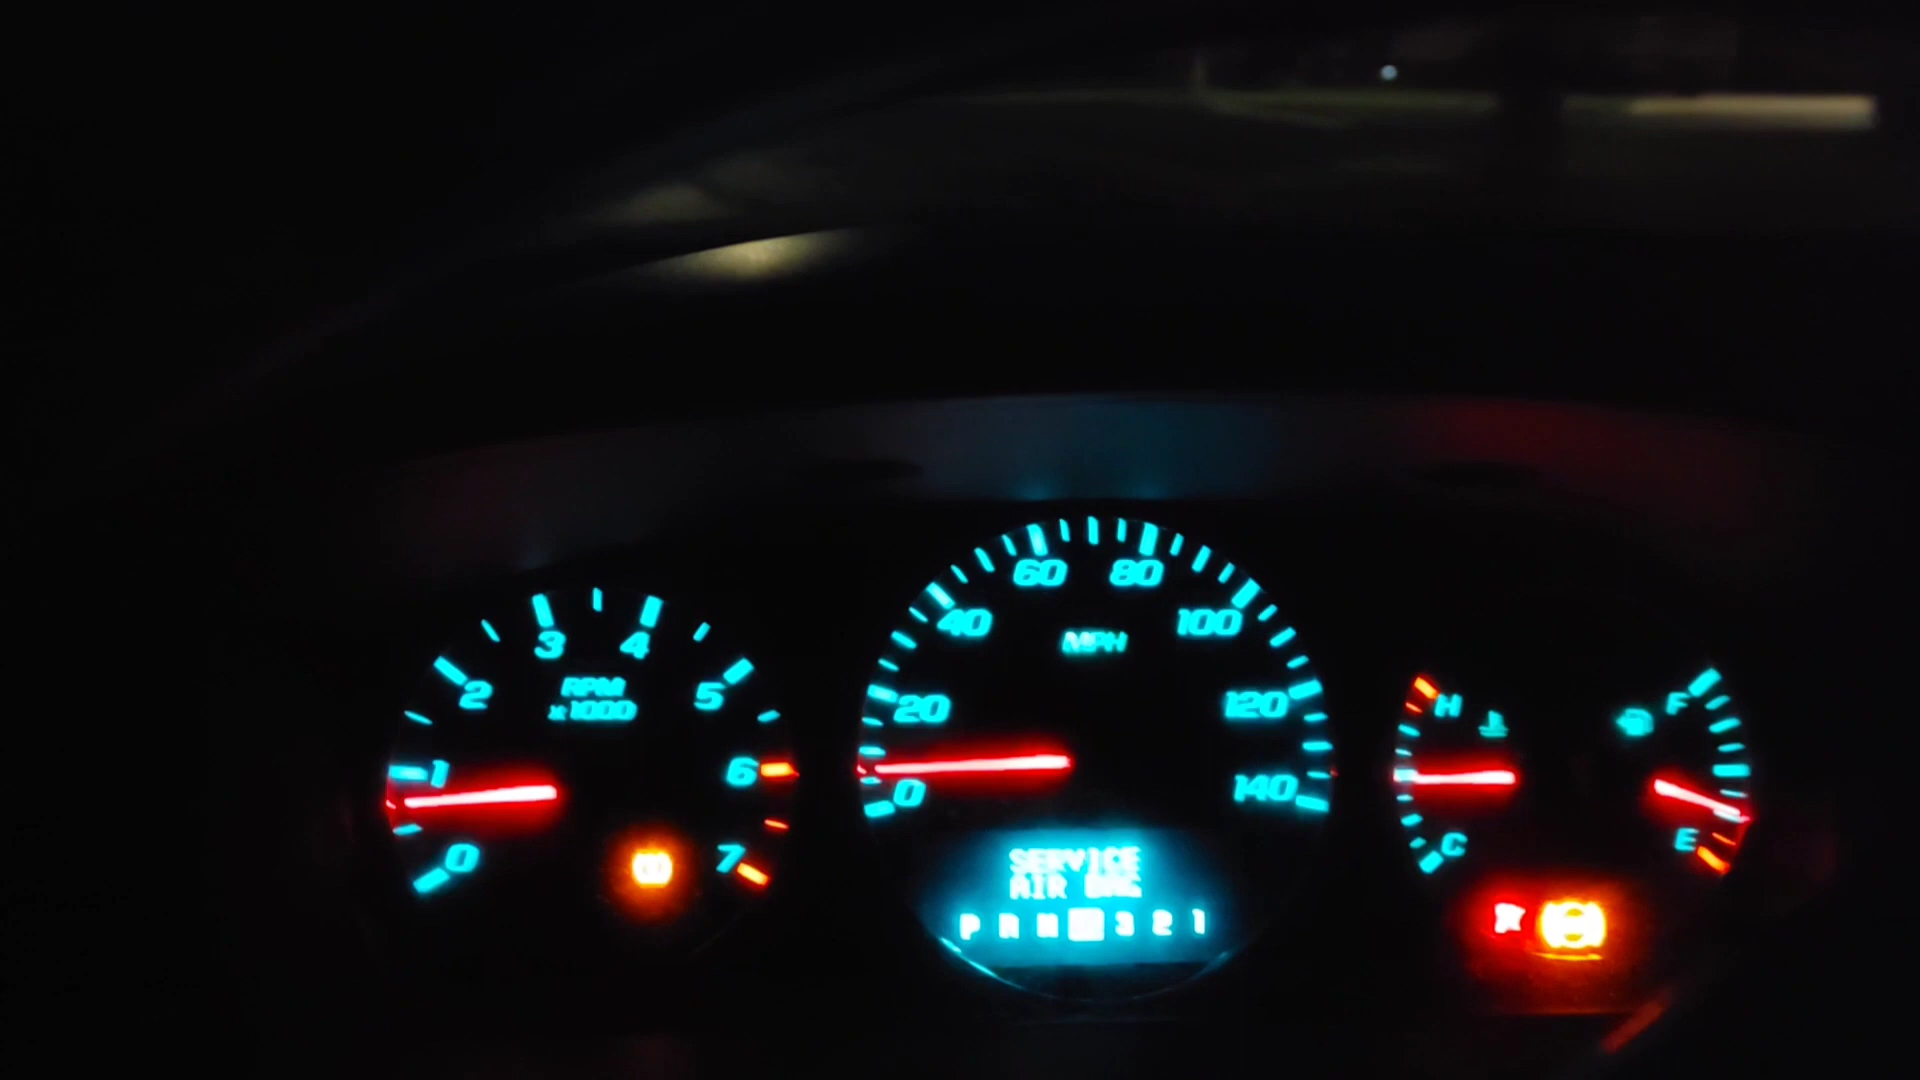 60 80
40 100
3 4
MPH
2 5
RPM
x1000
20 120
H F
1 6
0 140
C E
0 7
SERVICE
AIR BAG
P R N 3 2 1